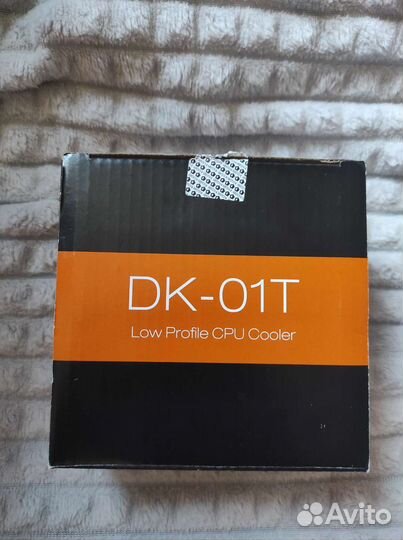 DK-01T
Low Profile CPU Cooler
Avito